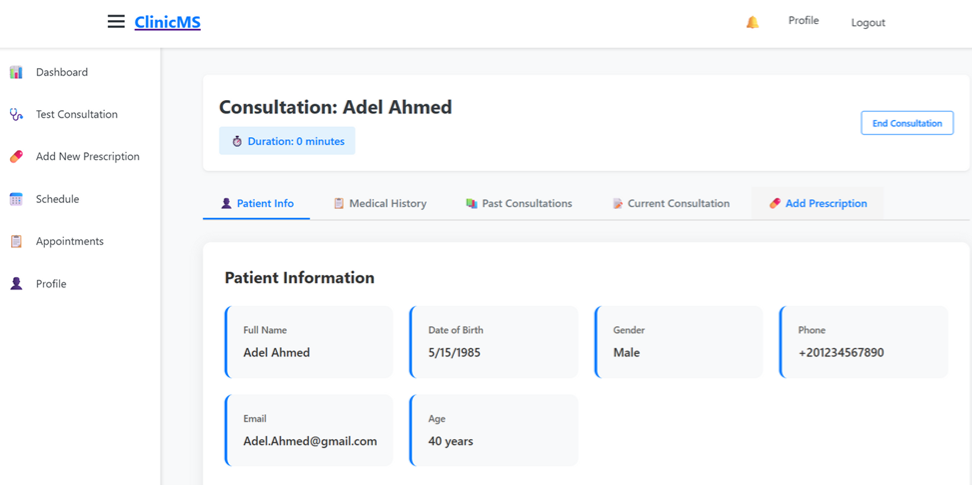 ClinicMS
Profile
Logout
Dashboard
Test Consultation
Add New Prescription
Schedule
Appointments
Profile
Consultation: Adel Ahmed
Duration: 0 minutes
End Consultation
Patient Info
Medical History
Past Consultations
Current Consultation
Add Prescription
Patient Information
Full Name
Adel Ahmed
Date of Birth
5/15/1985
Gender
Male
Phone
+201234567890
Email
Adel.Ahmed@gmail.com
Age
40 years